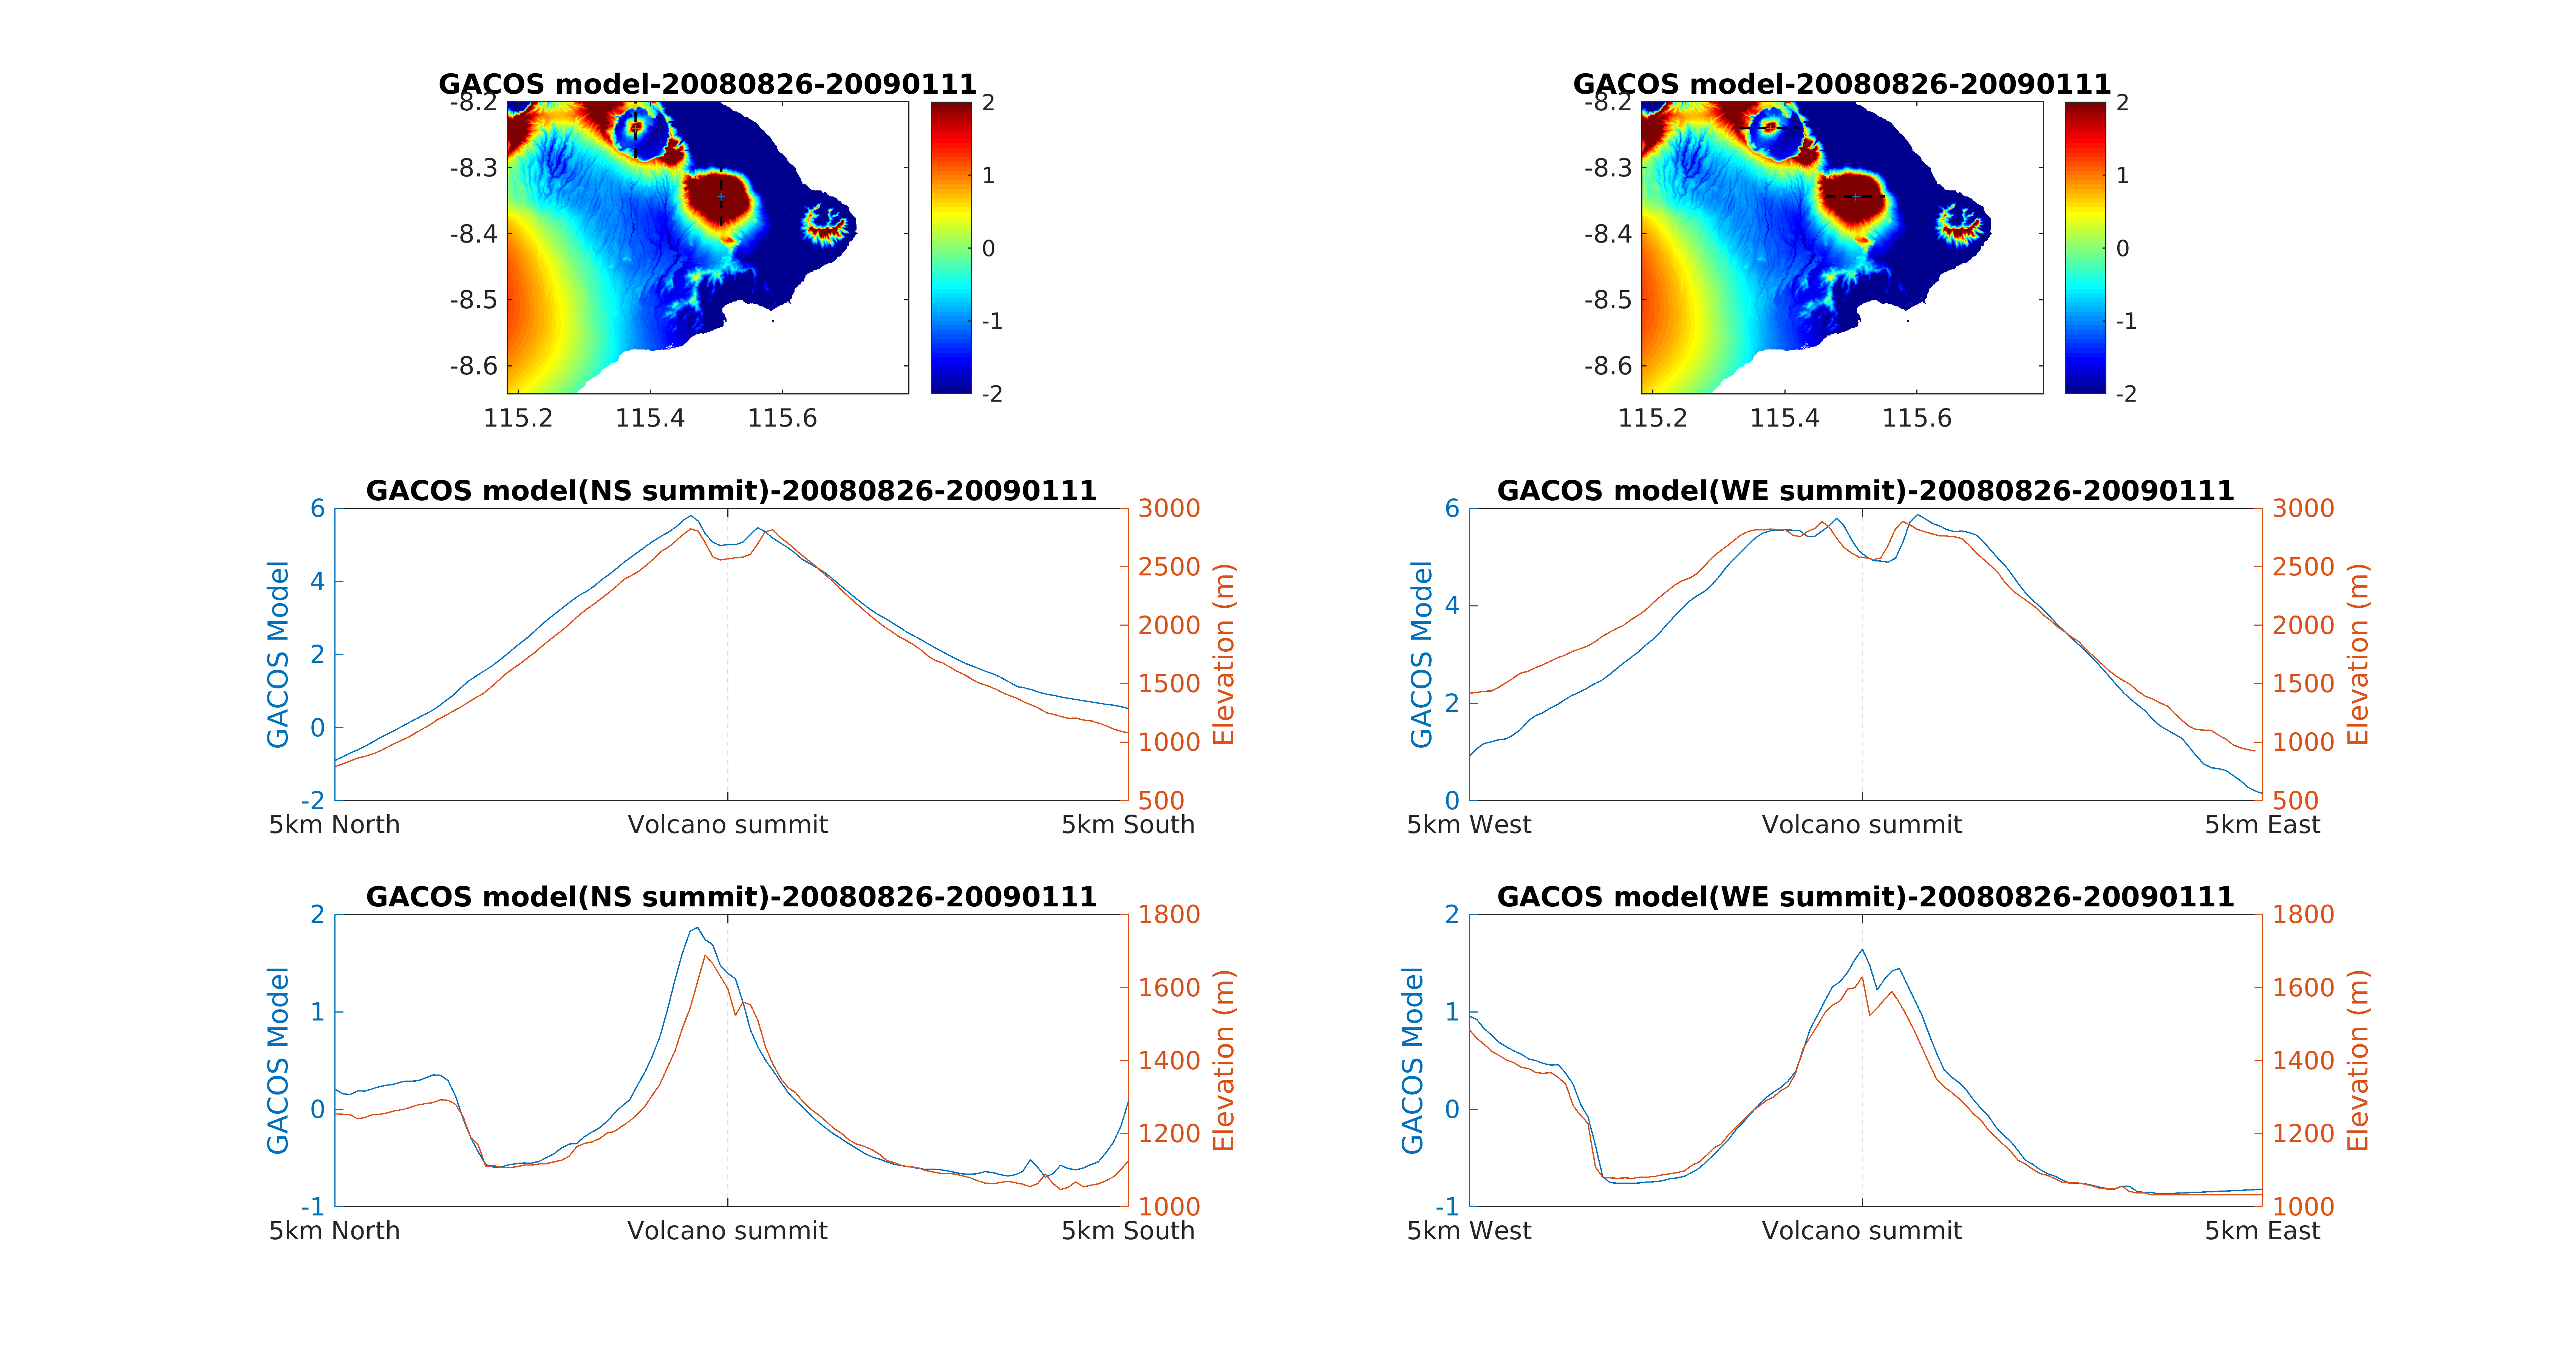 GACOS model-20080826-20090111
-8.2
-8.3
-8.4
-8.5
-8.6
115.2 115.4 115.6
2
1
0
-1
-2
GACOS model-20080826-20090111
-8.2
-8.3
-8.4
-8.5
-8.6
115.2 115.4 115.6
2
1
0
-1
-2
GACOS model(NS summit)-20080826-20090111
GACOS Model
6
4
2
0
-2
3000
2500
2000
1500
1000
500
Elevation (m)
5km North Volcano summit 5km South
GACOS model(WE summit)-20080826-20090111
GACOS Model
6
4
2
0
3000
2500
2000
1500
1000
500
Elevation (m)
5km West Volcano summit 5km East
GACOS model(NS summit)-20080826-20090111
GACOS Model
2
1
0
-1
1800
1600
1400
1200
1000
Elevation (m)
5km North Volcano summit 5km South
GACOS model(WE summit)-20080826-20090111
GACOS Model
2
1
0
-1
1800
1600
1400
1200
1000
Elevation (m)
5km West Volcano summit 5km East